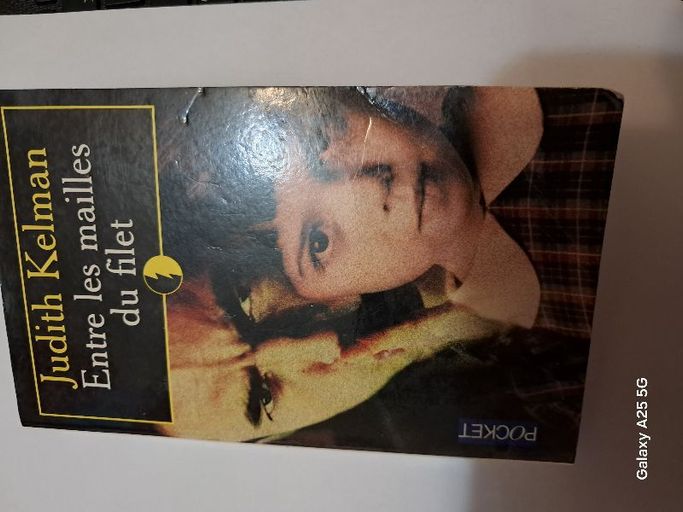 Judith Kelman
Entre les mailles
du filet
POCKET
Galaxy A25 5G